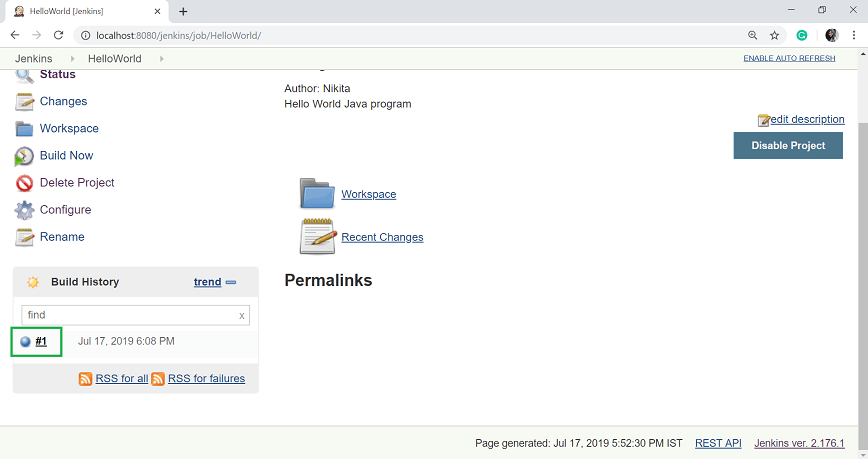 HelloWorld [Jenkins]
localhost:8080/jenkins/job/HelloWorld/
Jenkins HelloWorld ENABLE AUTO REFRESH
Status
Changes
Workspace
Build Now
Delete Project
Configure
Rename
Author: Nikita
Hello World Java program
edit description
Disable Project
Workspace
Recent Changes
Permalinks
Build History trend
find x
#1 Jul 17, 2019 6:08 PM
RSS for all RSS for failures
Page generated: Jul 17, 2019 5:52:30 PM IST REST API Jenkins ver. 2.176.1